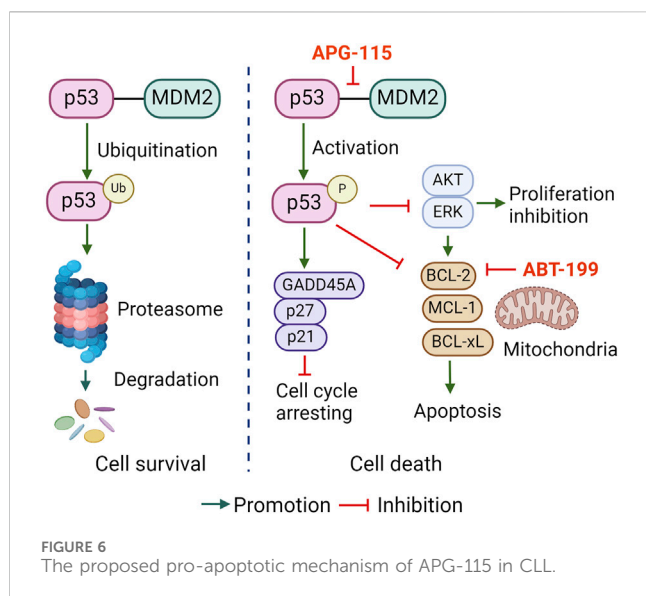 p53
MDM2
Ubiquitination
p53
Ub
Proteasome
Degradation
Cell survival
APG-115
p53
MDM2
Activation
p53
P
AKT
ERK
Proliferation
inhibition
GADD45A
p27
p21
Cell cycle
arresting
BCL-2
ABT-199
MCL-1
BCL-xL
Mitochondria
Apoptosis
Cell death
Promotion
Inhibition
FIGURE 6
The proposed pro-apoptotic mechanism of APG-115 in CLL.